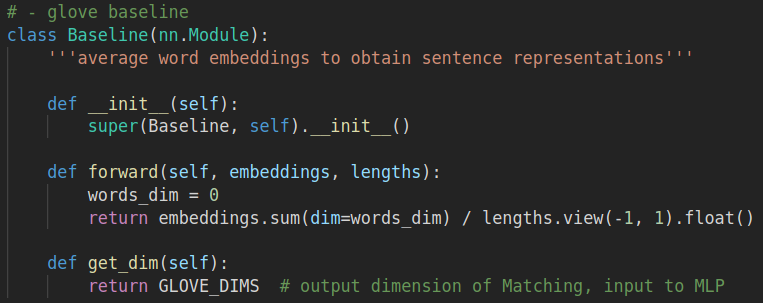 # - glove baseline
class Baseline(nn.Module):
    '''average word embeddings to obtain sentence representations'''
    def __init__(self):
        super(Baseline, self).__init__()
    def forward(self, embeddings, lengths):
        words_dim = 0
        return embeddings.sum(dim=words_dim) / lengths.view(-1, 1).float()
    def get_dim(self):
        return GLOVE_DIMS  # output dimension of Matching, input to MLP